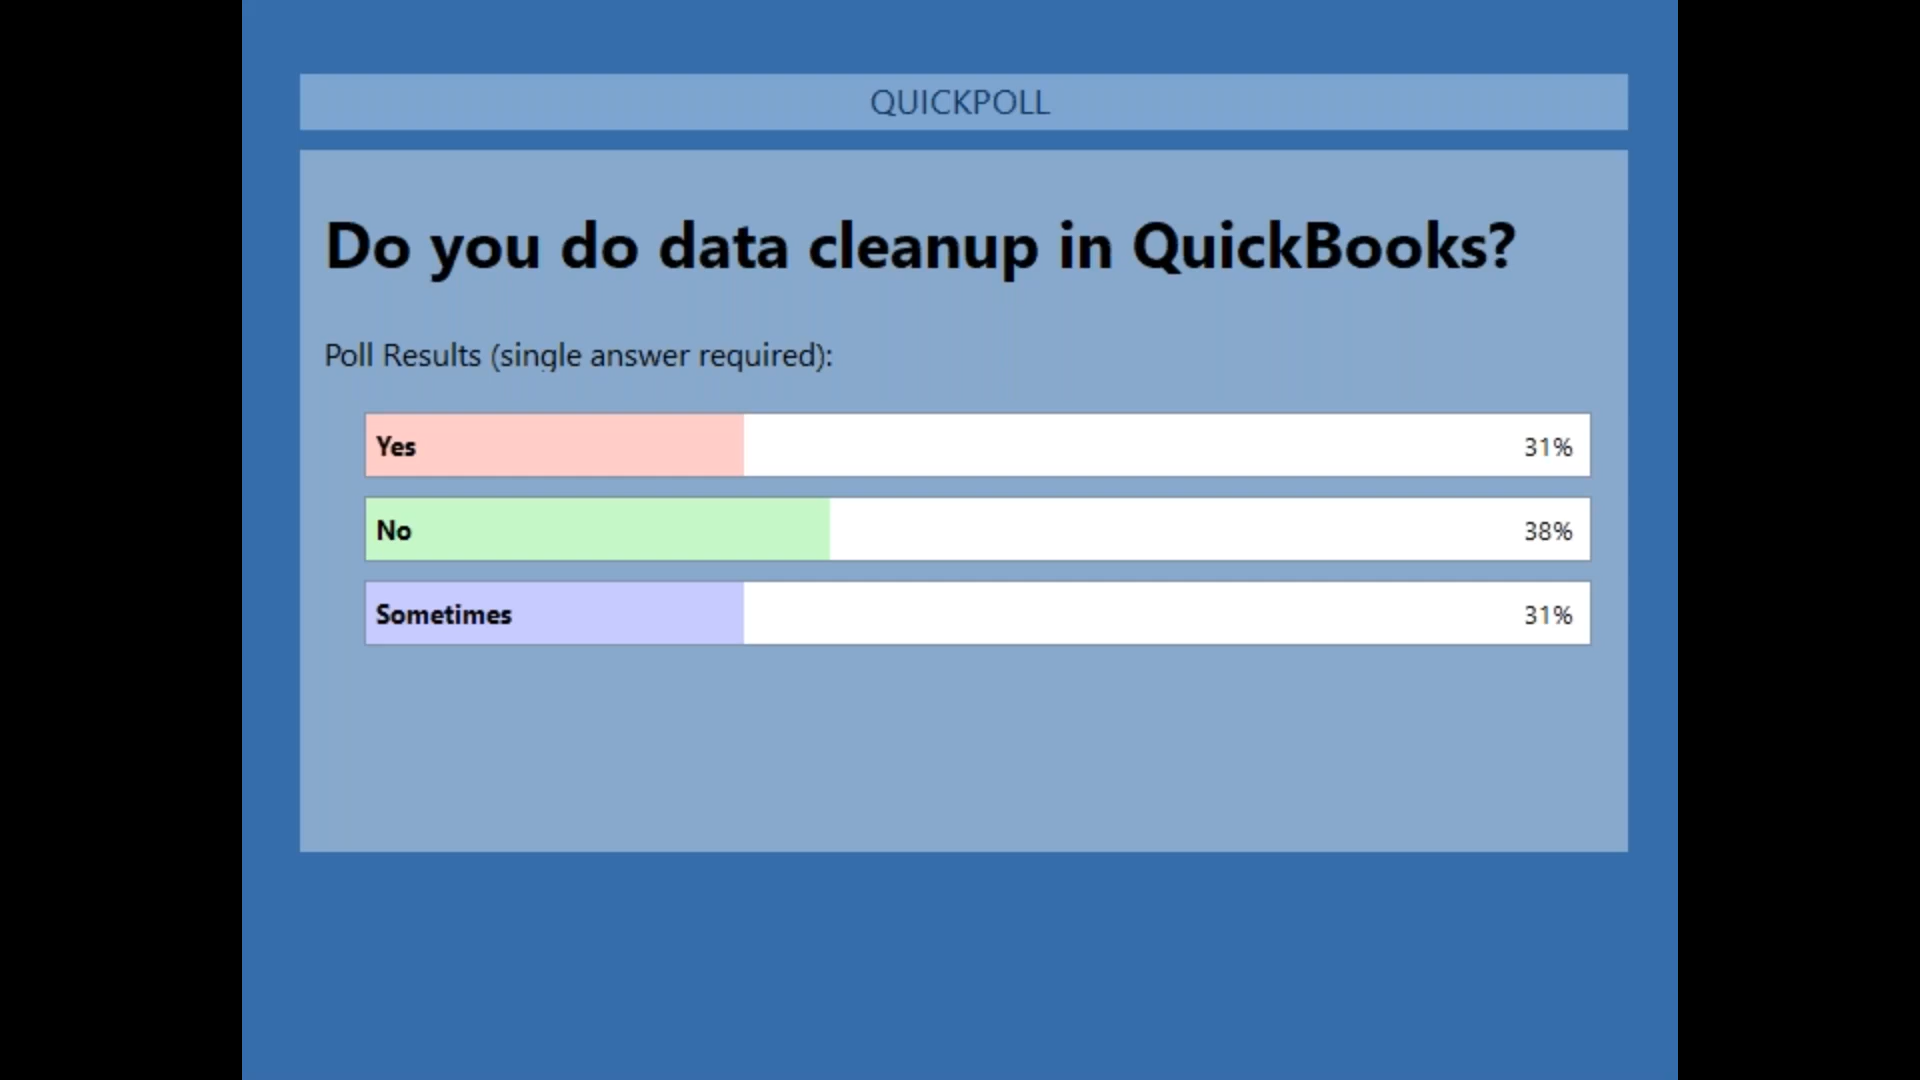 QUICKPOLL
Do you do data cleanup in QuickBooks?
Poll Results (single answer required):
Yes 31%
No 38%
Sometimes 31%